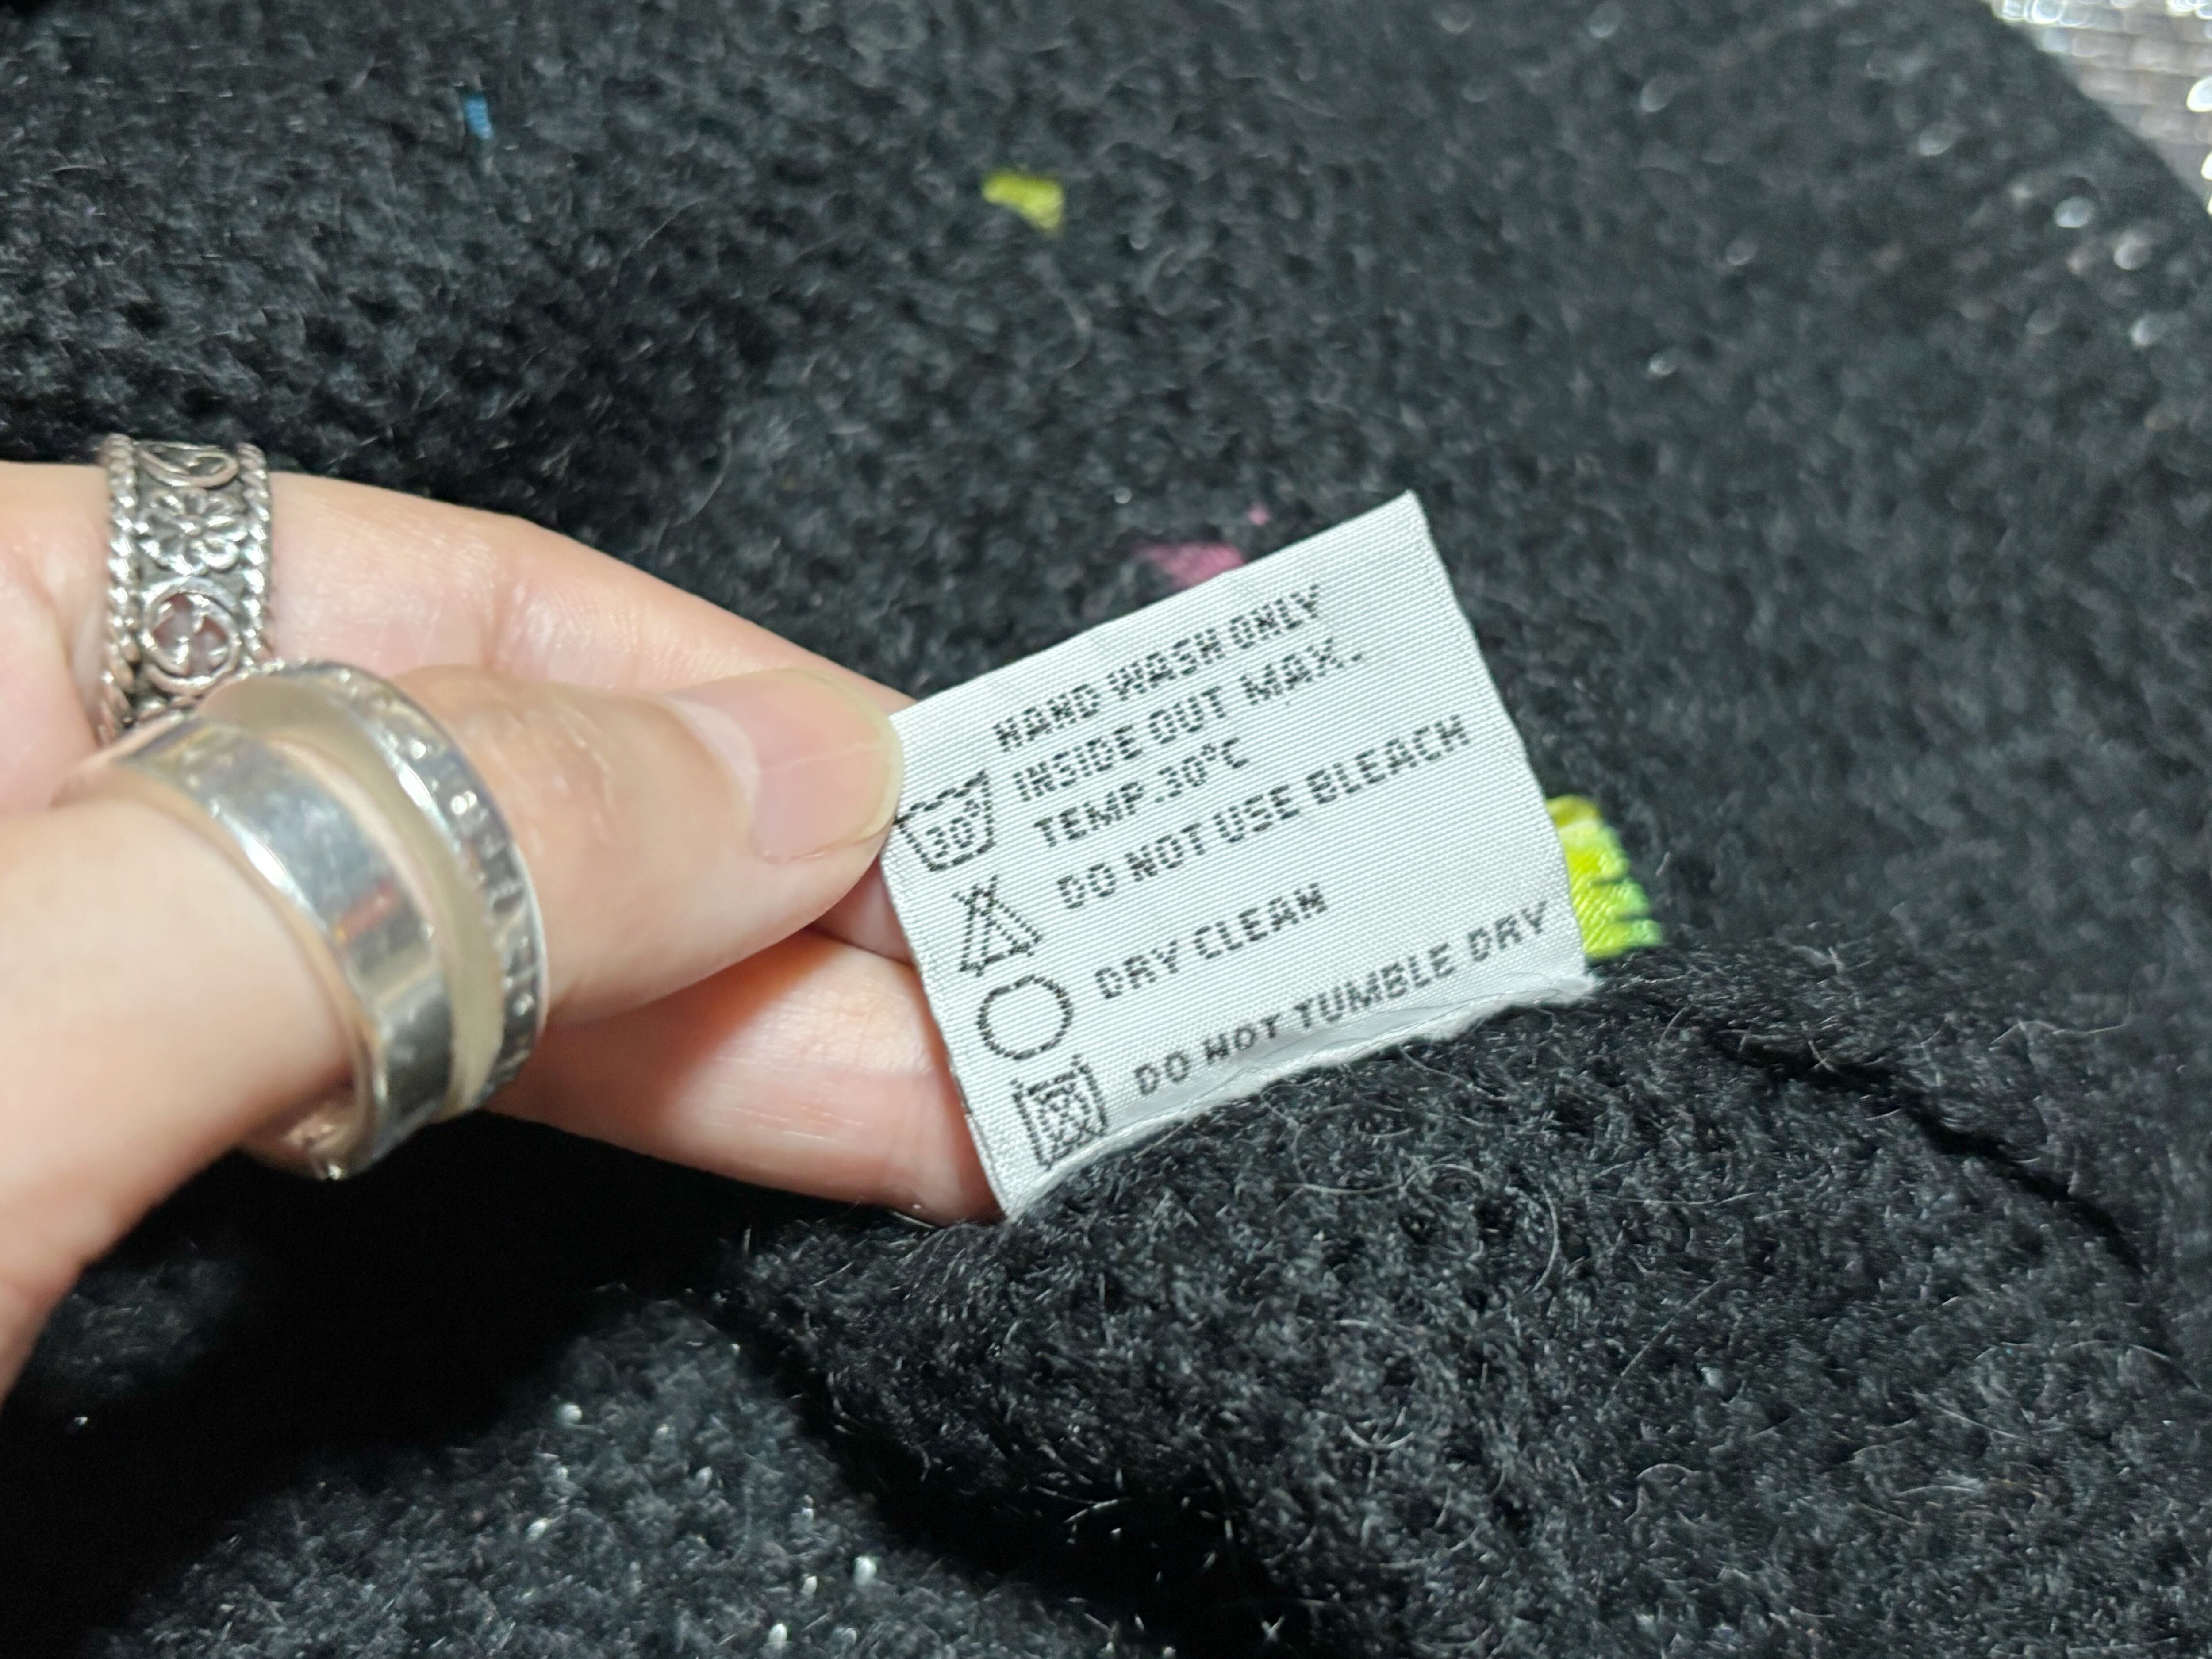 HAND WASH ONLY
INSIDE OUT MAX.
TEMP.30°C
30°
DO NOT USE BLEACH
DRY CLEAN
DO NOT TUMBLE DRY